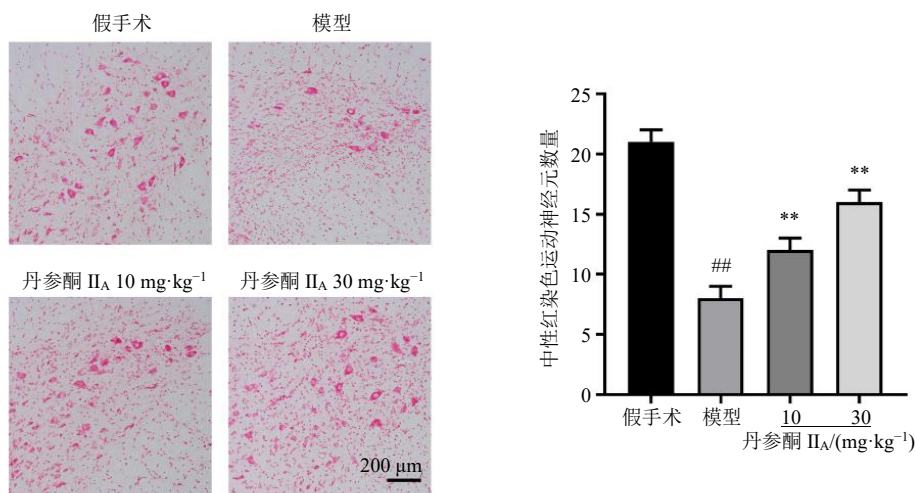 假手术
模型
丹参酮 IIA 10 mg·kg⁻¹
丹参酮 IIA 30 mg·kg⁻¹
200 μm
中性红染色运动神经元数量
25
20
15
10
5
0
##
**
**
假手术
模型
10
30
丹参酮 IIA/(mg·kg⁻¹)